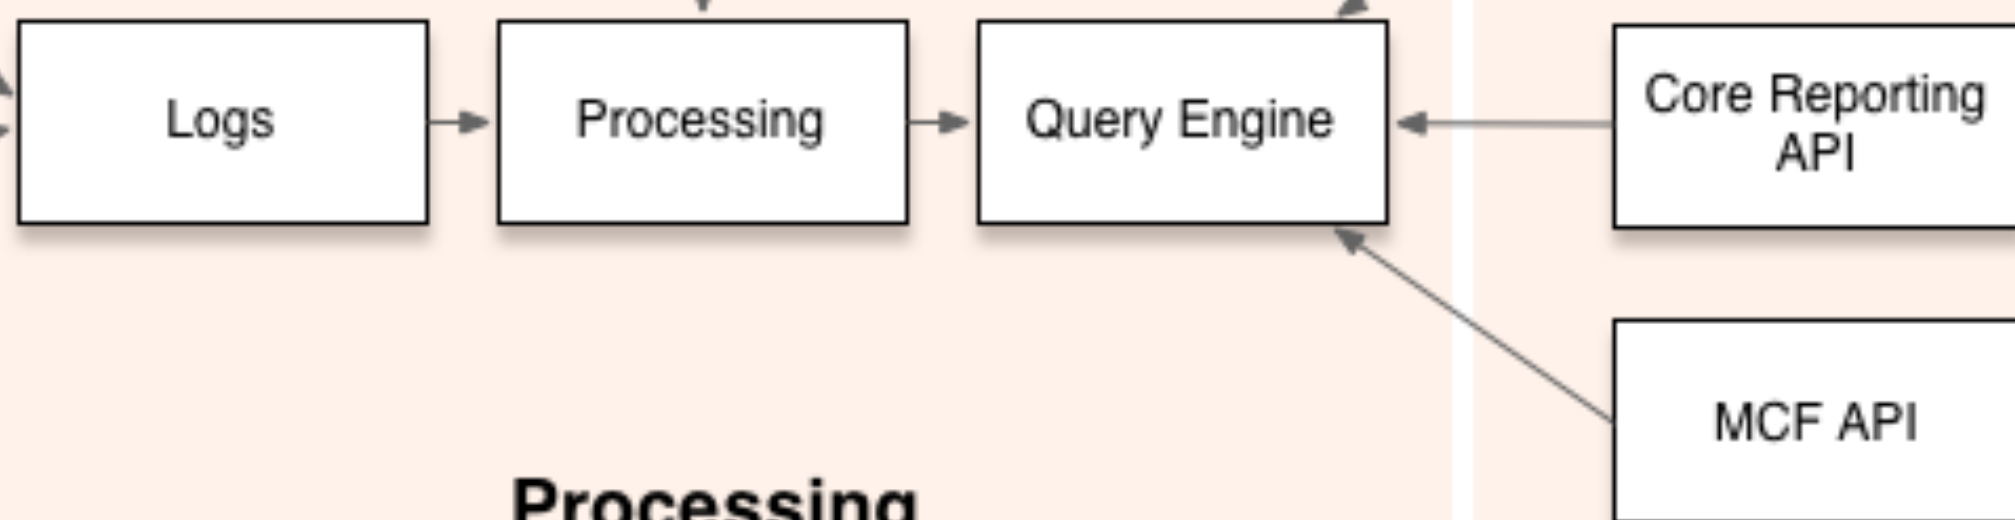 Logs
Processing
Query Engine
Core Reporting
API
MCF API
Processing